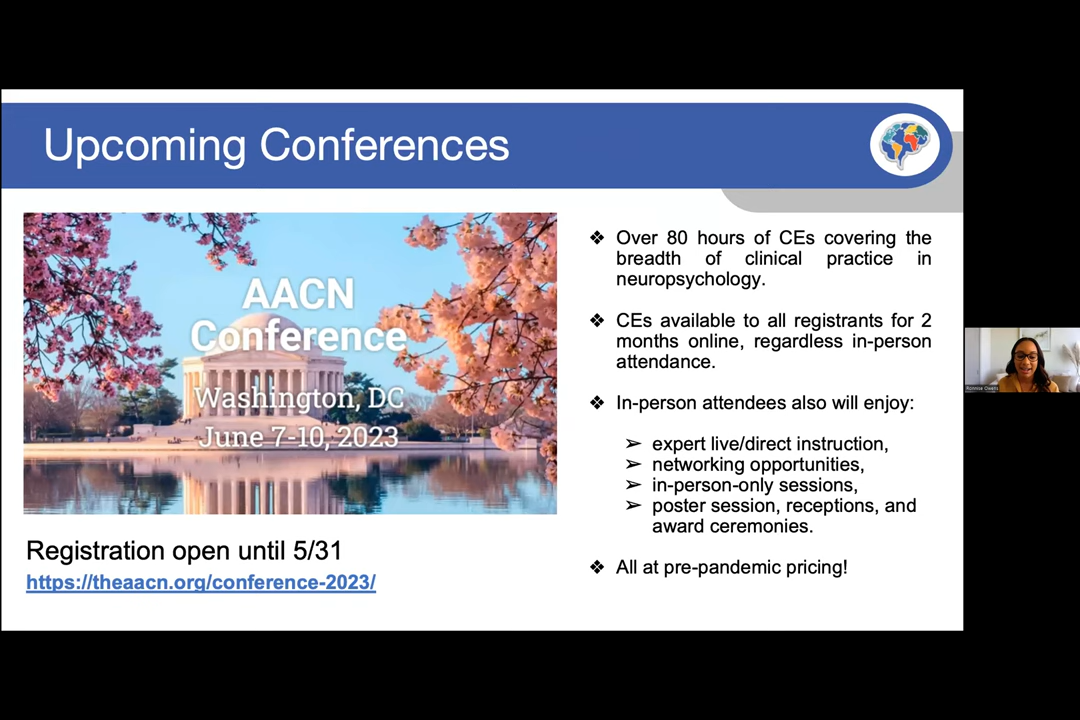 Upcoming Conferences
AACN
Conference
Washington, DC
June 7-10, 2023
Registration open until 5/31
https://theaacn.org/conference-2023/
❖ Over 80 hours of CEs covering the
breadth of clinical practice in
neuropsychology.
❖ CEs available to all registrants for 2
months online, regardless in-person
attendance.
❖ In-person attendees also will enjoy:
➢ expert live/direct instruction,
➢ networking opportunities,
➢ in-person-only sessions,
➢ poster session, receptions, and
award ceremonies.
❖ All at pre-pandemic pricing!
Ronnise Owens